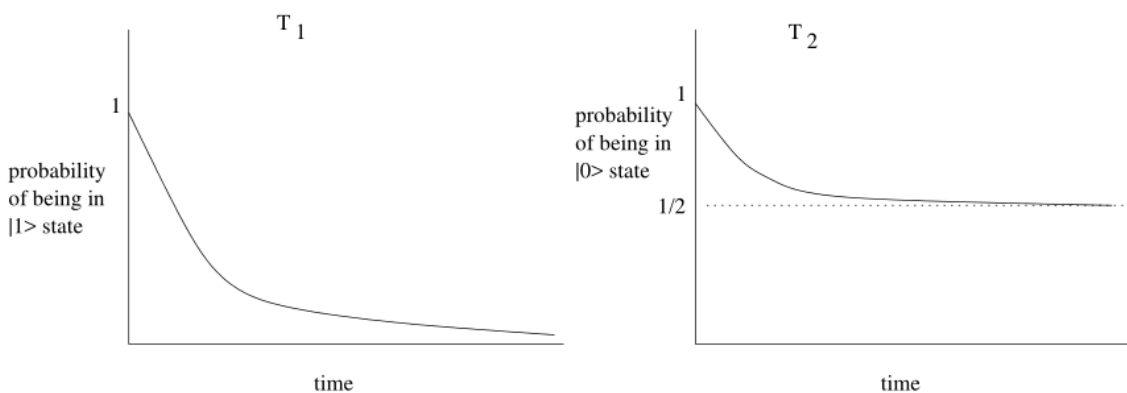 T 1
1
probability
of being in
|1> state
time
T 2
1
probability
of being in
|0> state
1/2
time